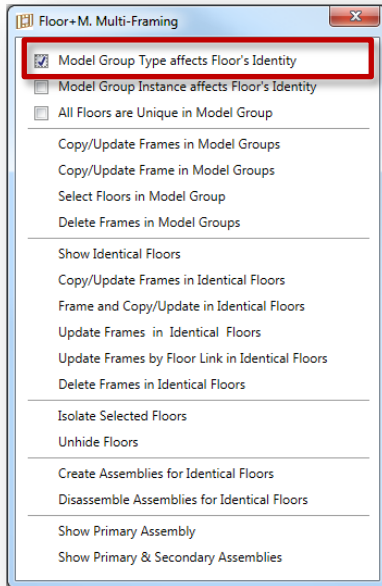 Floor+M. Multi-Framing
Model Group Type affects Floor's Identity
Model Group Instance affects Floor's Identity
All Floors are Unique in Model Group
Copy/Update Frames in Model Groups
Copy/Update Frame in Model Groups
Select Floors in Model Group
Delete Frames in Model Groups
Show Identical Floors
Copy/Update Frames in Identical Floors
Frame and Copy/Update in Identical Floors
Update Frames in Identical Floors
Update Frames by Floor Link in Identical Floors
Delete Frames in Identical Floors
Isolate Selected Floors
Unhide Floors
Create Assemblies for Identical Floors
Disassemble Assemblies for Identical Floors
Show Primary Assembly
Show Primary & Secondary Assemblies